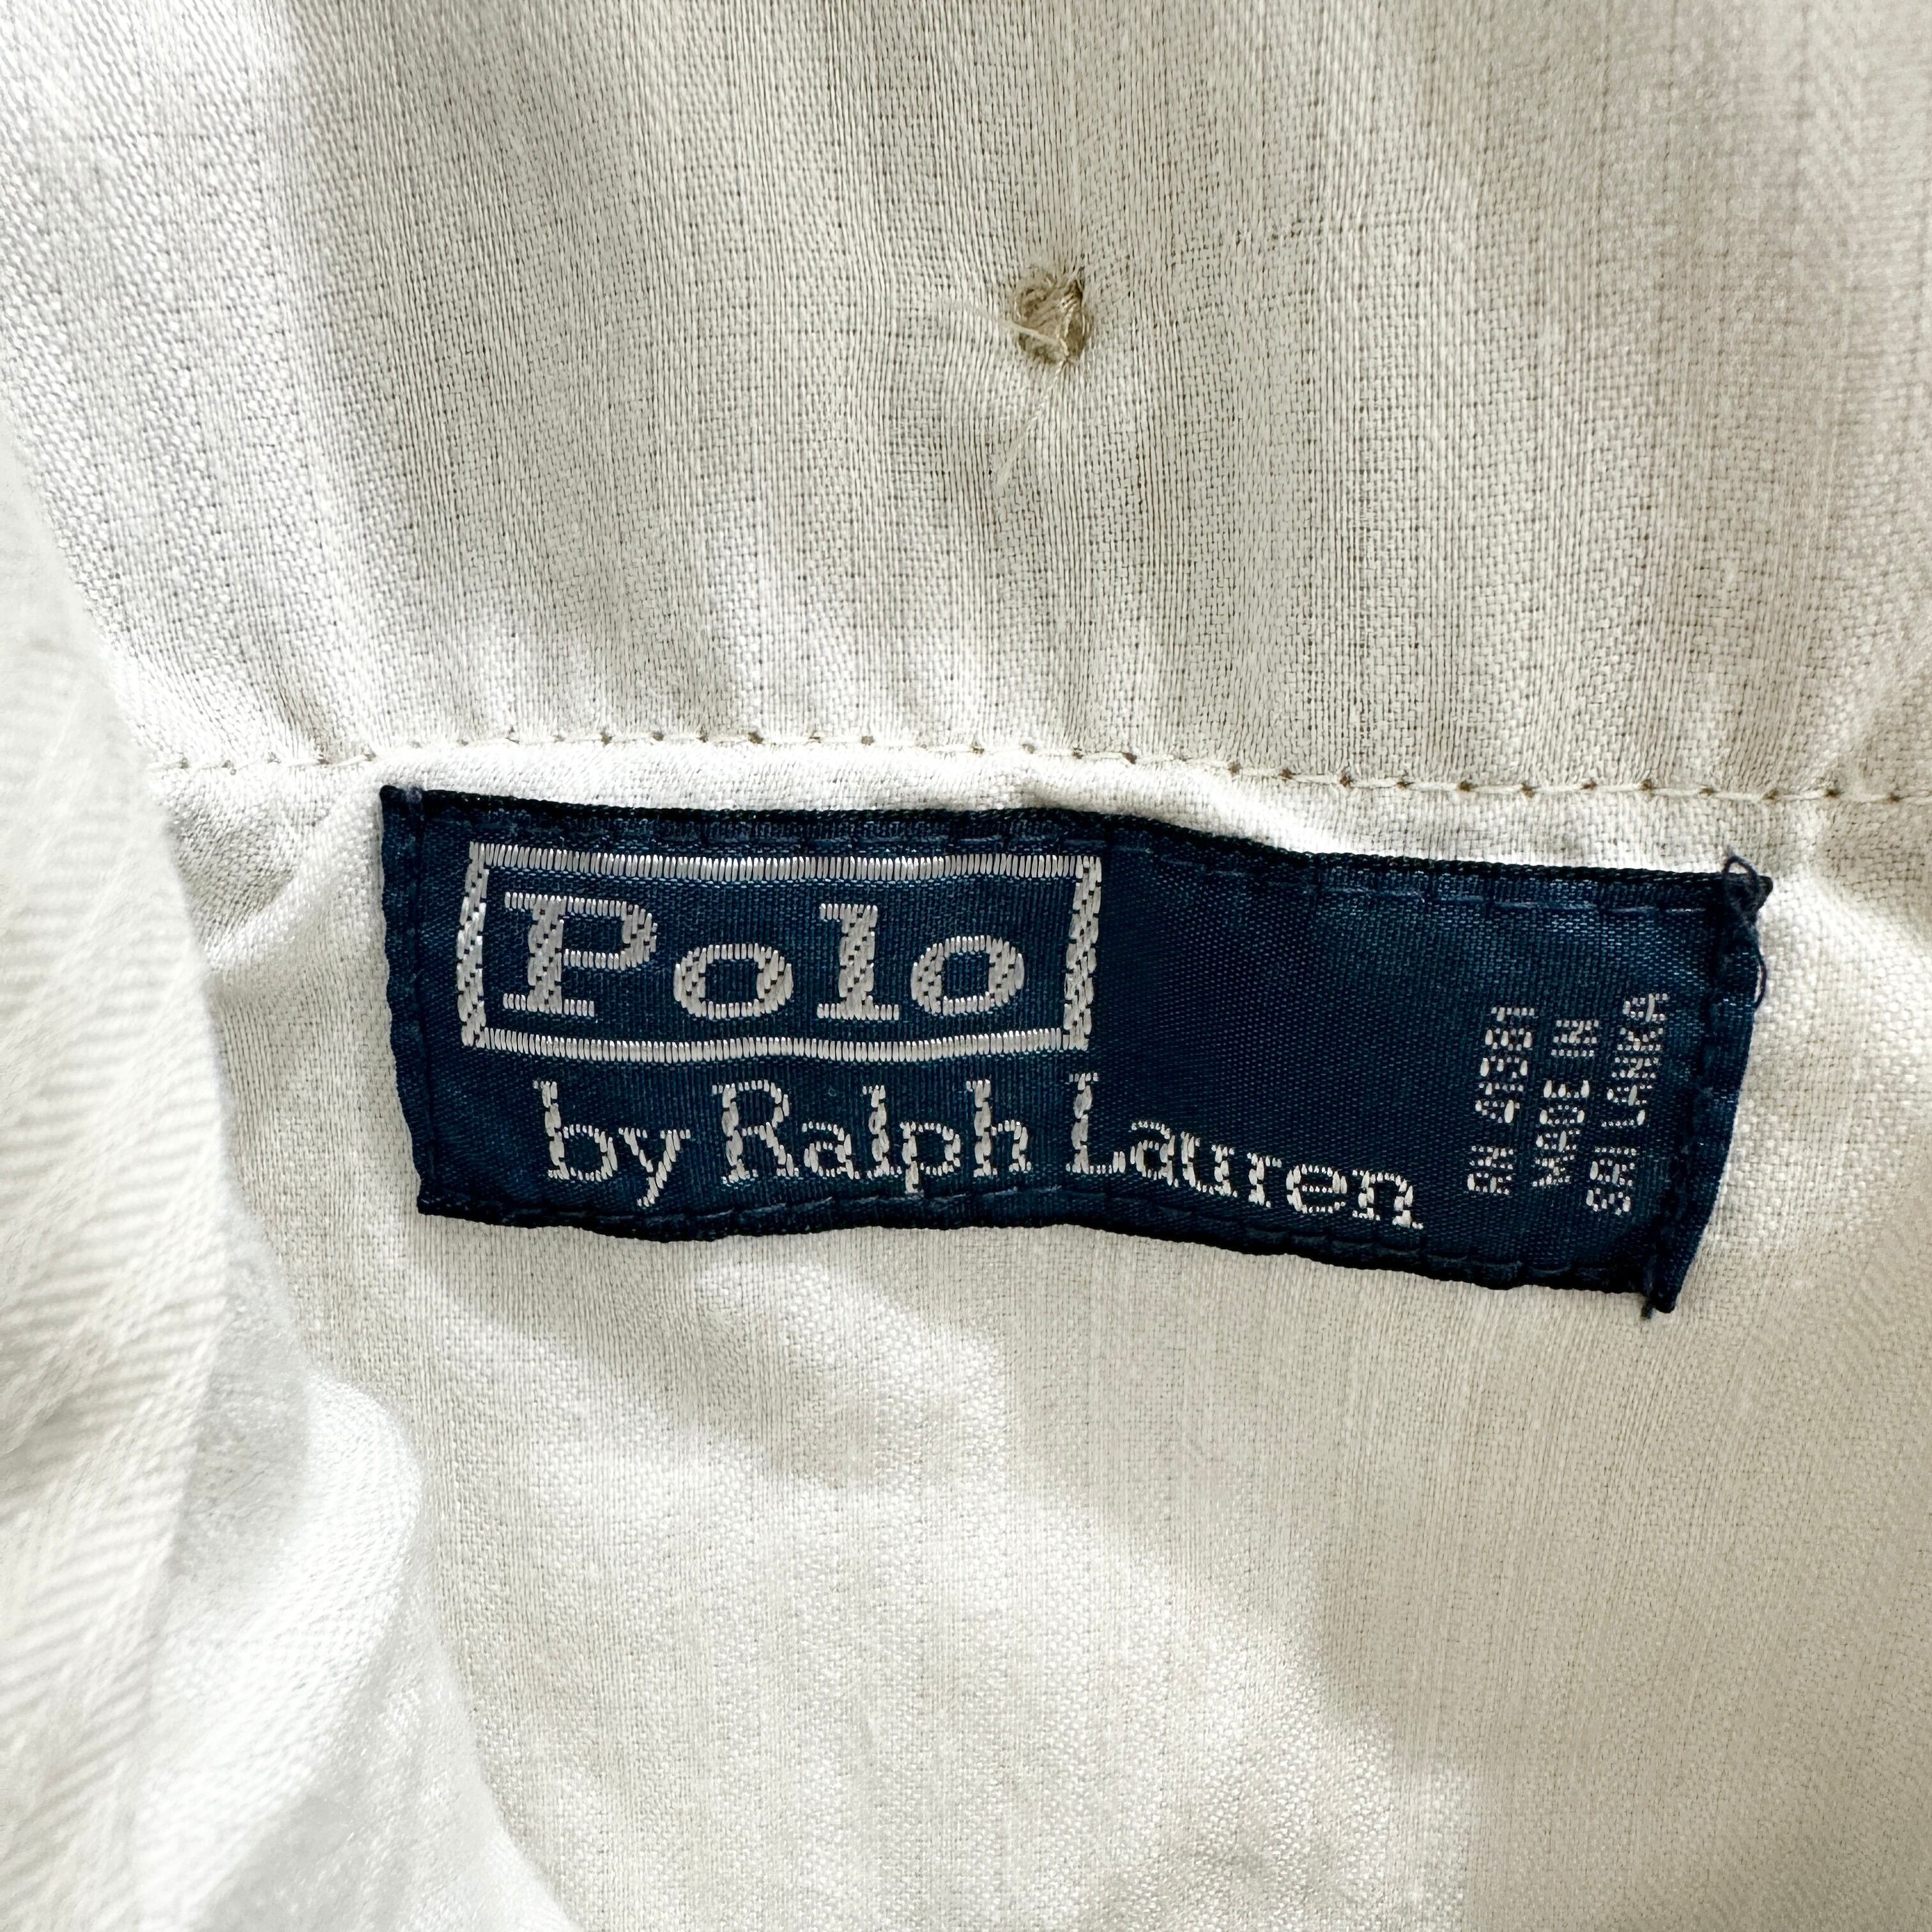 Polo
by Ralph Lauren
RN 41381
MADE IN
SRI LANKA